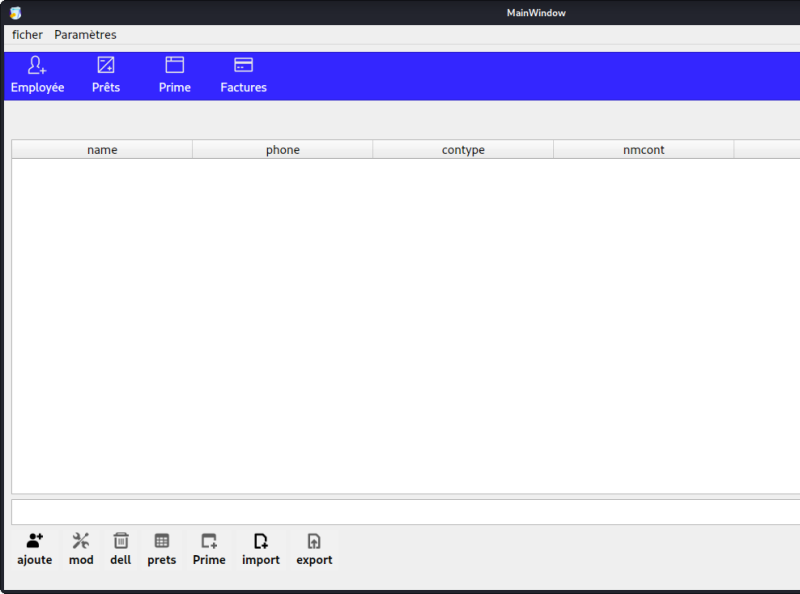 MainWindow
ficher Paramètres
Employée Prêts Prime Factures
name phone contype nmcont
ajoute mod dell prets Prime import export